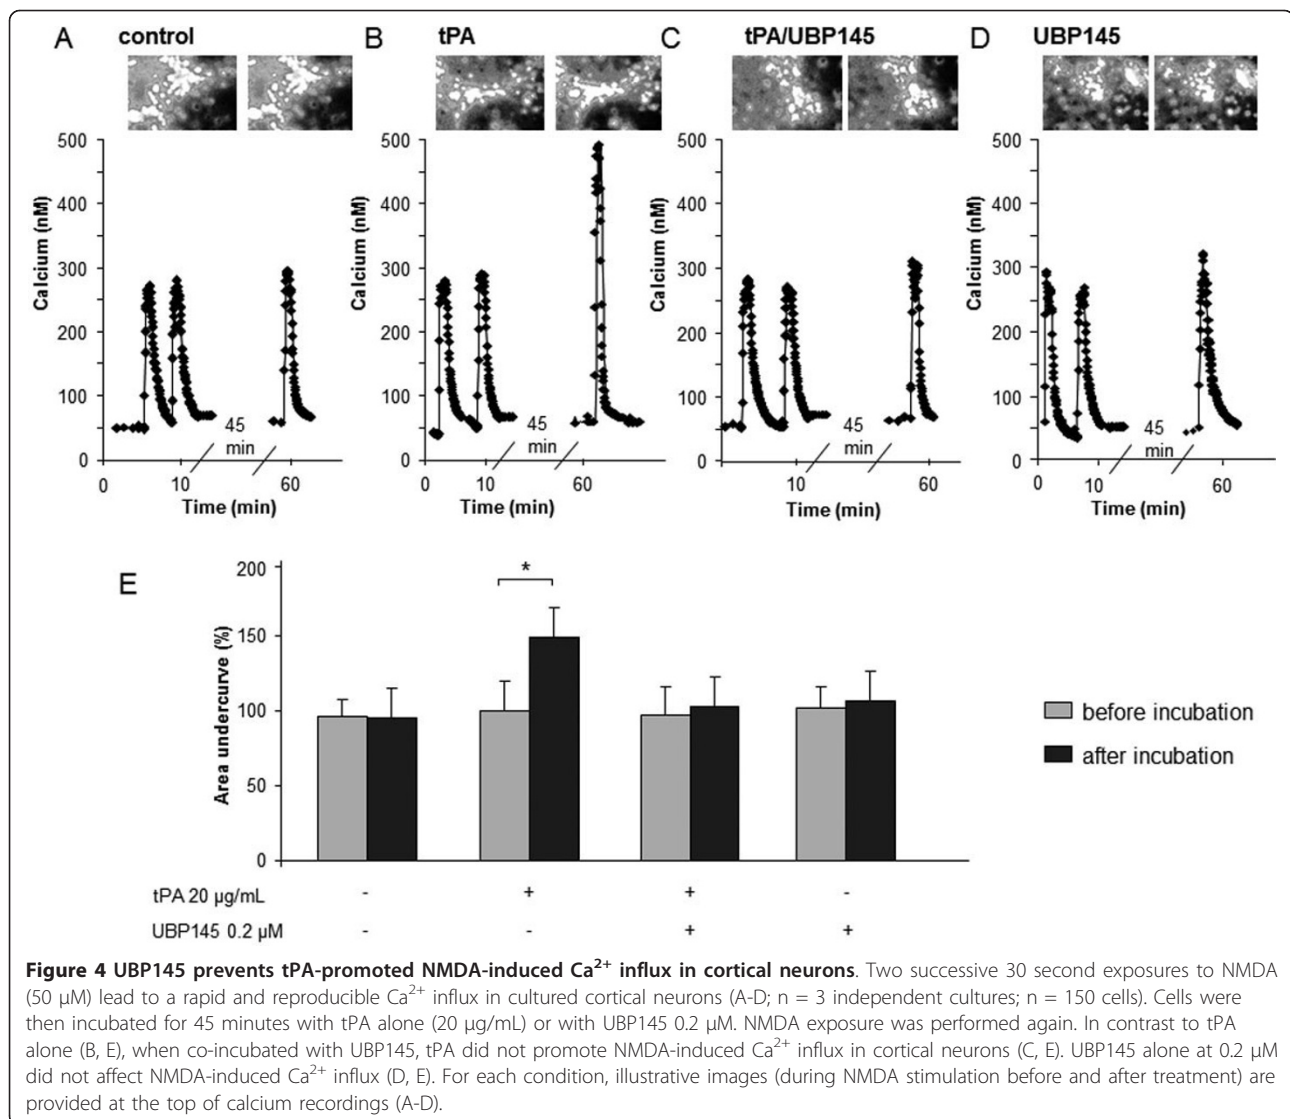 A control
B tPA
C tPA/UBP145
D UBP145
Calcium (nM)
500
400
300
200
100
0
45
min
0
10
60
Time (min)
Calcium (nM)
500
400
300
200
100
0
45
min
0
10
60
Time (min)
Calcium (nM)
500
400
300
200
100
0
45
min
0
10
60
Time (min)
Calcium (nM)
500
400
300
200
100
0
45
min
0
10
60
Time (min)
E
Area undercurve (%)
200
150
100
50
0
*
before incubation
after incubation
tPA 20 µg/mL - + + -
UBP145 0.2 µM - - + +
Figure 4 UBP145 prevents tPA-promoted NMDA-induced Ca2+ influx in cortical neurons. Two successive 30 second exposures to NMDA
(50 µM) lead to a rapid and reproducible Ca2+ influx in cultured cortical neurons (A-D; n = 3 independent cultures; n = 150 cells). Cells were
then incubated for 45 minutes with tPA alone (20 µg/mL) or with UBP145 0.2 µM. NMDA exposure was performed again. In contrast to tPA
alone (B, E), when co-incubated with UBP145, tPA did not promote NMDA-induced Ca2+ influx in cortical neurons (C, E). UBP145 alone at 0.2 µM
did not affect NMDA-induced Ca2+ influx (D, E). For each condition, illustrative images (during NMDA stimulation before and after treatment) are
provided at the top of calcium recordings (A-D).